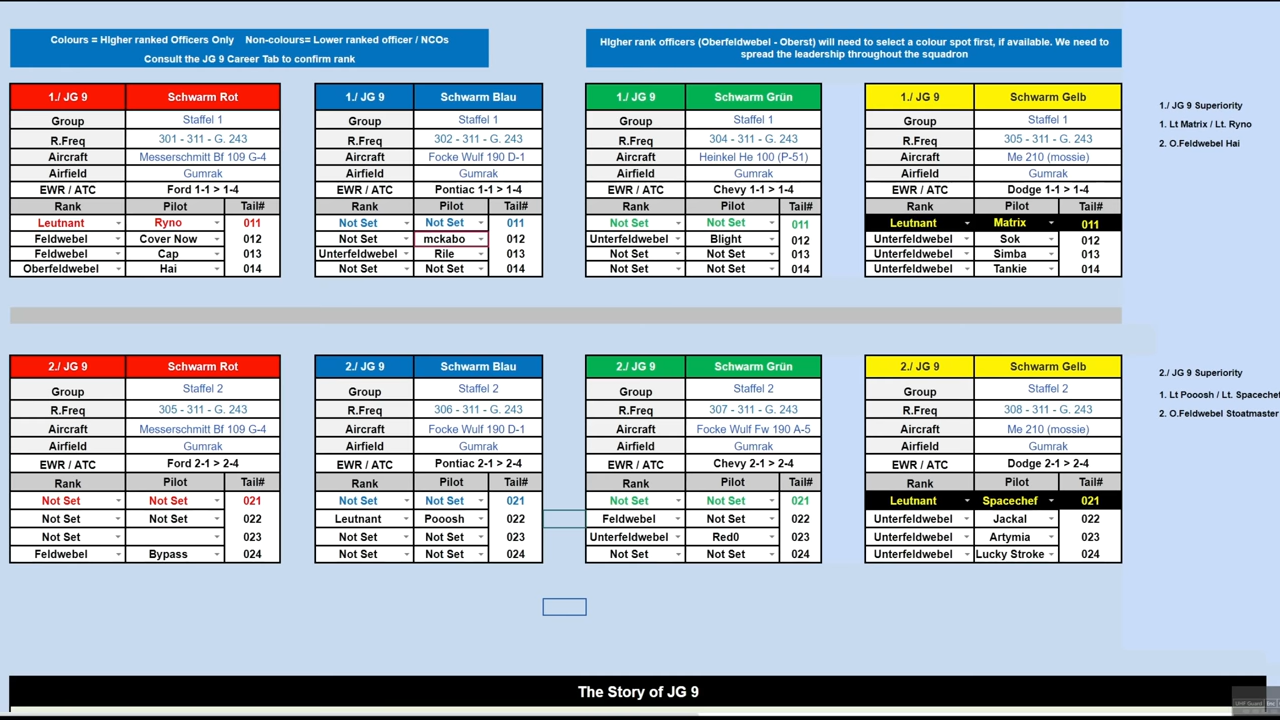 Colours = Higher ranked Officers Only    Non-colours= Lower ranked officer / NCOs
Consult the JG 9 Career Tab to confirm rank
Higher rank officers (Oberfeldwebel - Oberst) will need to select a colour spot first, if available. We need to
spread the leadership throughout the squadron
1./ JG 9 Schwarm Rot
Group Staffel 1
R.Freq 301 - 311 - G. 243
Aircraft Messerschmitt Bf 109 G-4
Airfield Gumrak
EWR / ATC Ford 1-1 > 1-4
Rank Pilot Tail#
Leutnant Ryno 011
Feldwebel Cover Now 012
Feldwebel Cap 013
Oberfeldwebel Hai 014
1./ JG 9 Schwarm Blau
Group Staffel 1
R.Freq 302 - 311 - G. 243
Aircraft Focke Wulf 190 D-1
Airfield Gumrak
EWR / ATC Pontiac 1-1 > 1-4
Rank Pilot Tail#
Not Set Not Set 011
Not Set mckabo 012
Unterfeldwebel Rile 013
Not Set Not Set 014
1./ JG 9 Schwarm Grün
Group Staffel 1
R.Freq 304 - 311 - G. 243
Aircraft Heinkel He 100 (P-51)
Airfield Gumrak
EWR / ATC Chevy 1-1 > 1-4
Rank Pilot Tail#
Not Set Not Set 011
Unterfeldwebel Blight 012
Not Set Not Set 013
Not Set Not Set 014
1./ JG 9 Schwarm Gelb
Group Staffel 1
R.Freq 305 - 311 - G. 243
Aircraft Me 210 (mossie)
Airfield Gumrak
EWR / ATC Dodge 1-1 > 1-4
Rank Pilot Tail#
Leutnant Matrix 011
Unterfeldwebel Sok 012
Unterfeldwebel Simba 013
Unterfeldwebel Tankie 014
1./ JG 9 Superiority
1. Lt Matrix / Lt. Ryno
2. O.Feldwebel Hai
2./ JG 9 Schwarm Rot
Group Staffel 2
R.Freq 305 - 311 - G. 243
Aircraft Messerschmitt Bf 109 G-4
Airfield Gumrak
EWR / ATC Ford 2-1 > 2-4
Rank Pilot Tail#
Not Set Not Set 021
Not Set Not Set 022
Not Set 023
Feldwebel Bypass 024
2./ JG 9 Schwarm Blau
Group Staffel 2
R.Freq 306 - 311 - G. 243
Aircraft Focke Wulf 190 D-1
Airfield Gumrak
EWR / ATC Pontiac 2-1 > 2-4
Rank Pilot Tail#
Not Set Not Set 021
Leutnant Pooosh 022
Not Set Not Set 023
Not Set Not Set 024
2./ JG 9 Schwarm Grün
Group Staffel 2
R.Freq 307 - 311 - G. 243
Aircraft Focke Wulf Fw 190 A-5
Airfield Gumrak
EWR / ATC Chevy 2-1 > 2-4
Rank Pilot Tail#
Not Set Not Set 021
Feldwebel Not Set 022
Unterfeldwebel Red0 023
Not Set Not Set 024
2./ JG 9 Schwarm Gelb
Group Staffel 2
R.Freq 308 - 311 - G. 243
Aircraft Me 210 (mossie)
Airfield Gumrak
EWR / ATC Dodge 2-1 > 2-4
Rank Pilot Tail#
Leutnant Spacechef 021
Unterfeldwebel Jackal 022
Unterfeldwebel Artymia 023
Unterfeldwebel Lucky Stroke 024
2./ JG 9 Superiority
1. Lt Pooosh / Lt. Spacechef
2. O.Feldwebel Stoatmaster
The Story of JG 9
UHF Guard